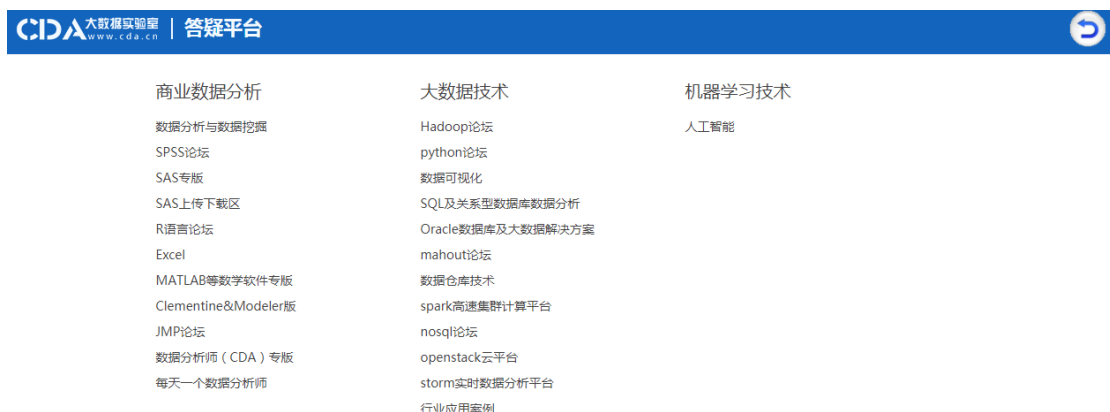 CDA大数据实验室
www.cda.cn
答疑平台
商业数据分析
数据分析与数据挖掘
SPSS论坛
SAS专版
SAS上传下载区
R语言论坛
Excel
MATLAB等数学软件专版
Clementine&Modeler版
JMP论坛
数据分析师（CDA）专版
每天一个数据分析师
大数据技术
Hadoop论坛
python论坛
数据可视化
SQL及关系型数据库数据分析
Oracle数据库及大数据解决方案
mahout论坛
数据仓库技术
spark高速集群计算平台
nosql论坛
openstack云平台
storm实时数据分析平台
行业应用案例
机器学习技术
人工智能